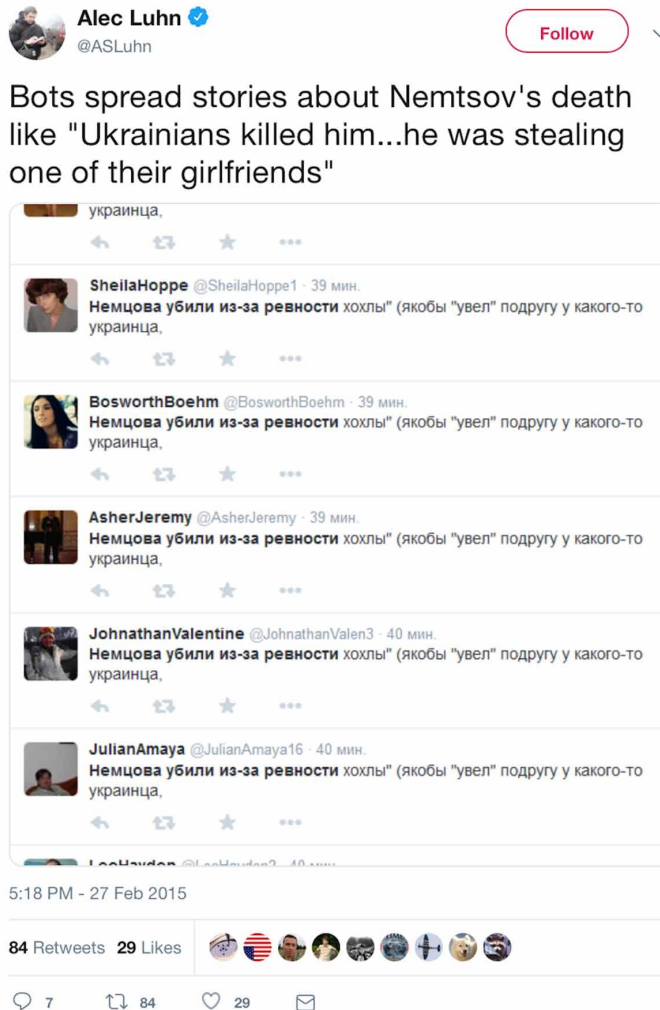 Alec Luhn
@ASLuhn
Follow
Bots spread stories about Nemtsov's death
like "Ukrainians killed him...he was stealing
one of their girlfriends"
украинца,
SheilaHoppe @SheilaHoppe1 · 39 мин.
Немцова убили из-за ревности хохлы" (якобы "увел" подругу у какого-то
украинца,
BosworthBoehm @BosworthBoehm · 39 мин.
Немцова убили из-за ревности хохлы" (якобы "увел" подругу у какого-то
украинца,
AsherJeremy @AsherJeremy · 39 мин.
Немцова убили из-за ревности хохлы" (якобы "увел" подругу у какого-то
украинца,
JohnathanValentine @JohnathanValen3 · 40 мин.
Немцова убили из-за ревности хохлы" (якобы "увел" подругу у какого-то
украинца,
JulianAmaya @JulianAmaya16 · 40 мин.
Немцова убили из-за ревности хохлы" (якобы "увел" подругу у какого-то
украинца,
5:18 PM - 27 Feb 2015
84 Retweets 29 Likes
7 84 29